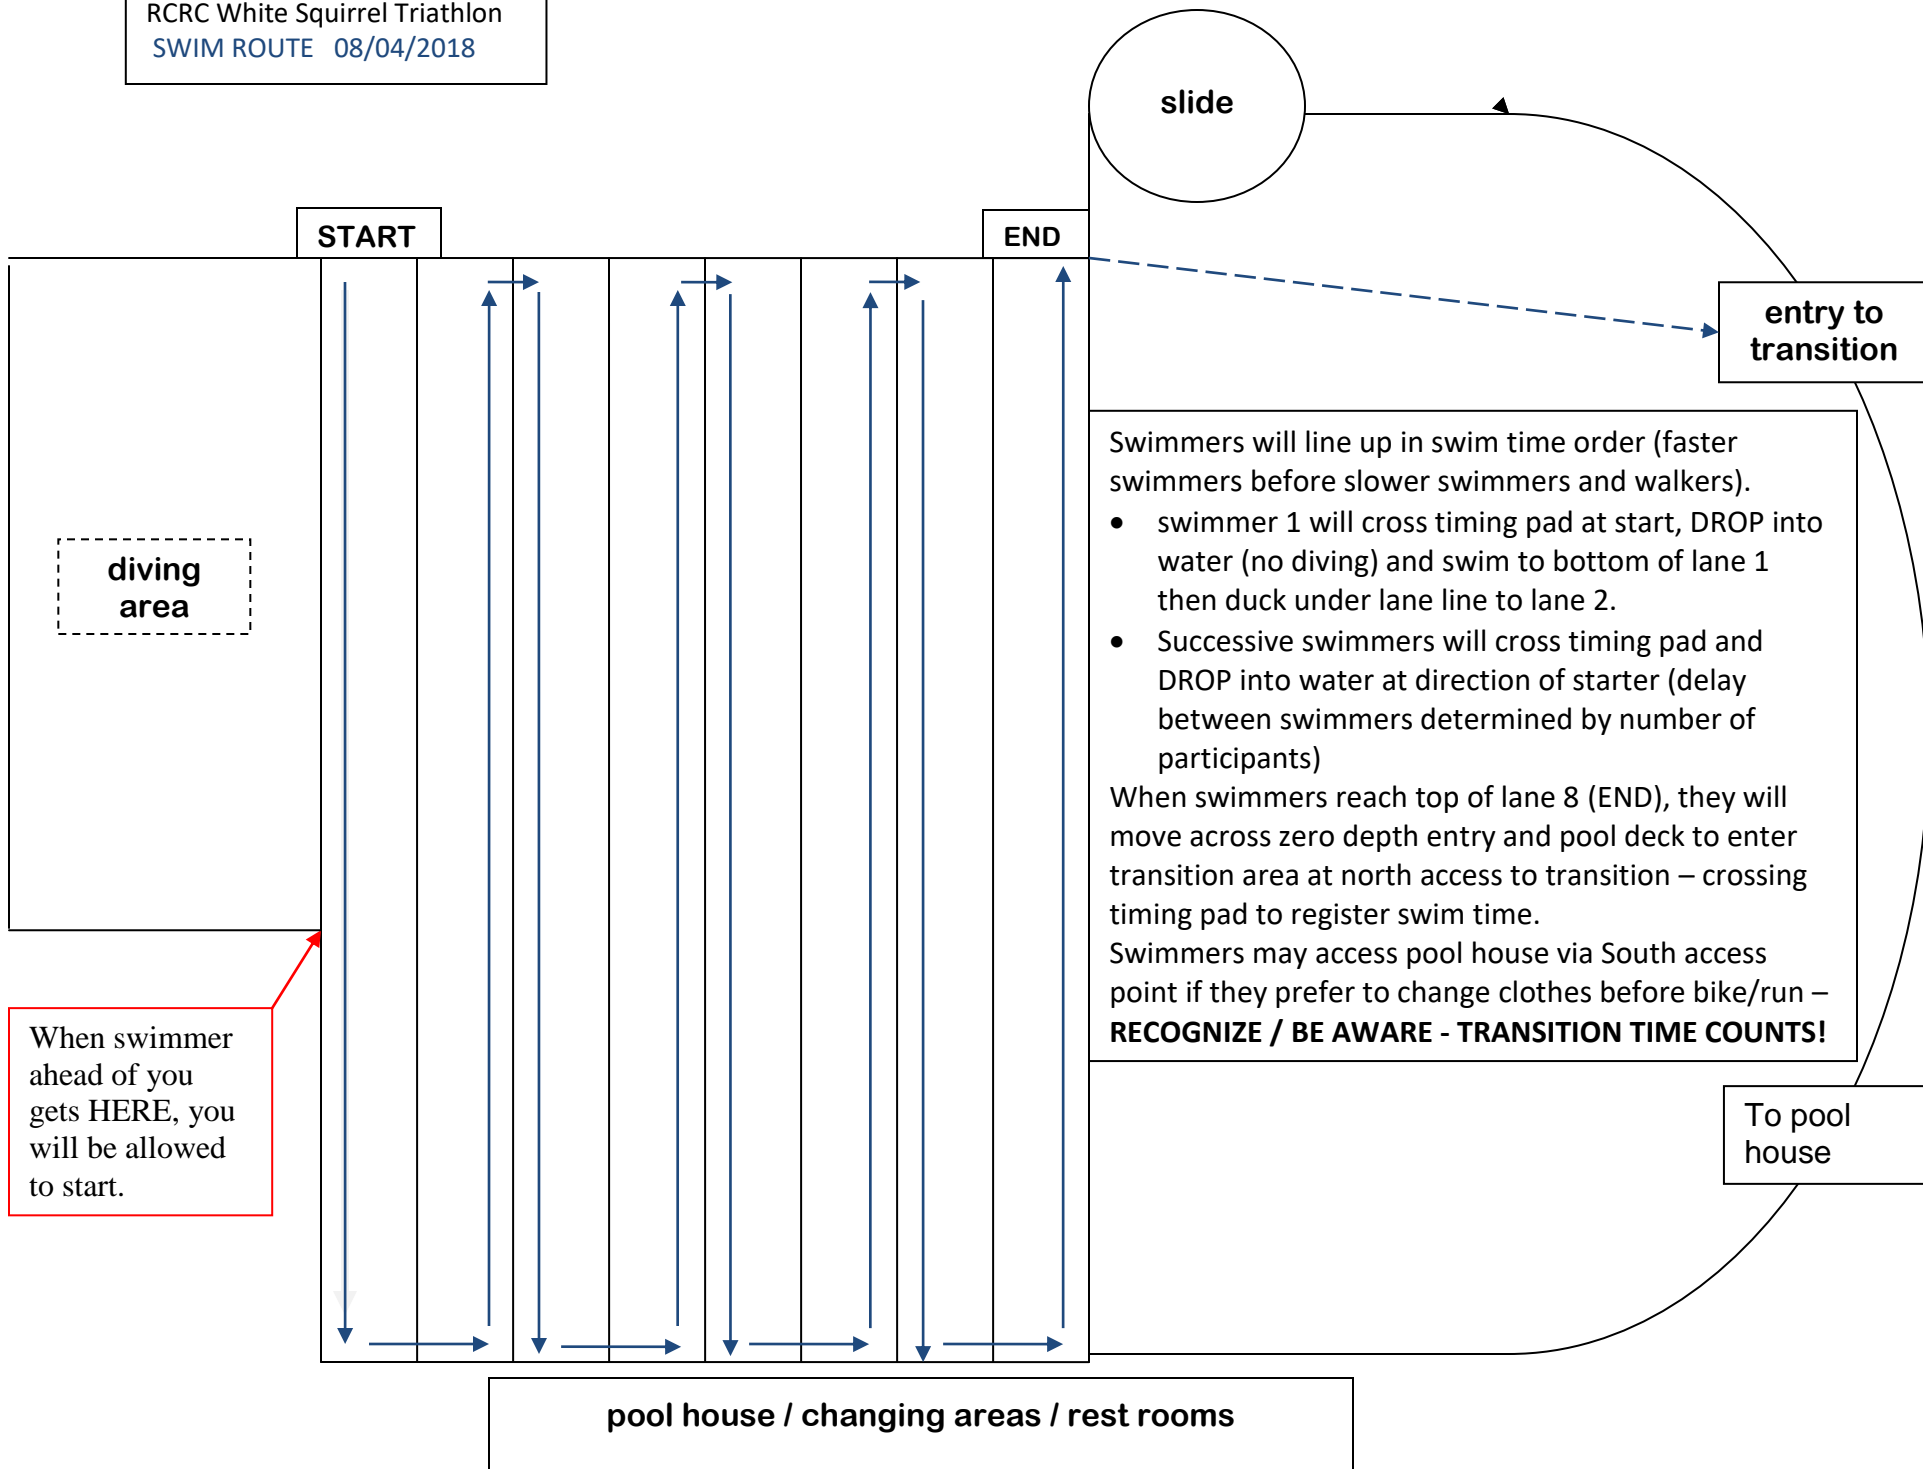 RCRC White Squirrel Triathlon
SWIM ROUTE 08/04/2018
slide
START
END
entry to
transition
diving
area
Swimmers will line up in swim time order (faster
swimmers before slower swimmers and walkers).
• swimmer 1 will cross timing pad at start, DROP into
water (no diving) and swim to bottom of lane 1
then duck under lane line to lane 2.
• Successive swimmers will cross timing pad and
DROP into water at direction of starter (delay
between swimmers determined by number of
participants)
When swimmers reach top of lane 8 (END), they will
move across zero depth entry and pool deck to enter
transition area at north access to transition – crossing
timing pad to register swim time.
Swimmers may access pool house via South access
point if they prefer to change clothes before bike/run –
RECOGNIZE / BE AWARE - TRANSITION TIME COUNTS!
When swimmer
ahead of you
gets HERE, you
will be allowed
to start.
To pool
house
pool house / changing areas / rest rooms